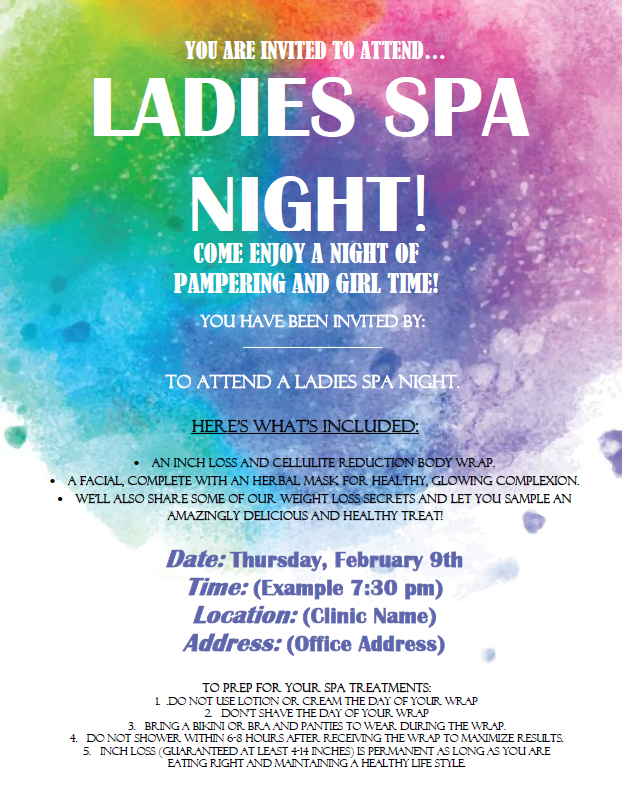 YOU ARE INVITED TO ATTEND...
LADIES SPA
NIGHT!
COME ENJOY A NIGHT OF
PAMPERING AND GIRL TIME!
YOU HAVE BEEN INVITED BY:
_______________
TO ATTEND A LADIES SPA NIGHT.
HERE'S WHAT'S INCLUDED:
• AN INCH LOSS AND CELLULITE REDUCTION BODY WRAP.
• A FACIAL, COMPLETE WITH AN HERBAL MASK FOR HEALTHY, GLOWING COMPLEXION.
• WE'LL ALSO SHARE SOME OF OUR WEIGHT LOSS SECRETS AND LET YOU SAMPLE AN
AMAZINGLY DELICIOUS AND HEALTHY TREAT!
Date: Thursday, February 9th
Time: (Example 7:30 pm)
Location: (Clinic Name)
Address: (Office Address)
TO PREP FOR YOUR SPA TREATMENTS:
1. .DO NOT USE LOTION OR CREAM THE DAY OF YOUR WRAP
2. DON'T SHAVE THE DAY OF YOUR WRAP
3. BRING A BIKINI OR BRA AND PANTIES TO WEAR DURING THE WRAP.
4. DO NOT SHOWER WITHIN 6-8 HOURS AFTER RECEIVING THE WRAP TO MAXIMIZE RESULTS.
5. INCH LOSS (GUARANTEED AT LEAST 4-14 INCHES) IS PERMANENT AS LONG AS YOU ARE
EATING RIGHT AND MAINTAINING A HEALTHY LIFE STYLE.